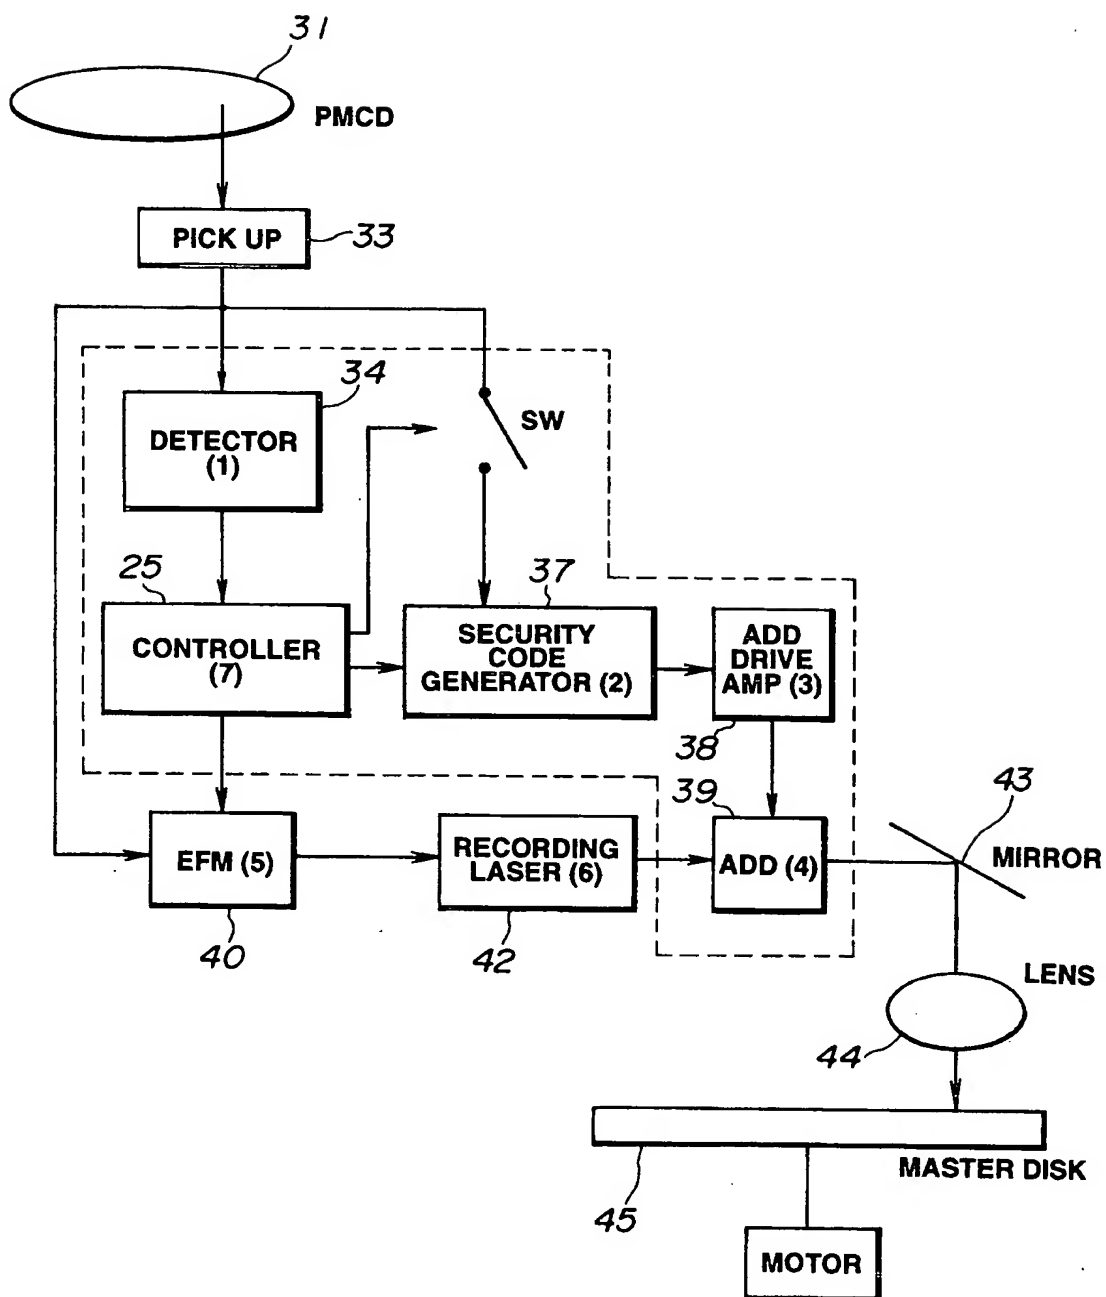 31
PMCD
PICK UP
33
34
DETECTOR
(1)
SW
25
CONTROLLER
(7)
37
SECURITY
CODE
GENERATOR (2)
ADD
DRIVE
AMP (3)
38
39
EFM (5)
40
RECORDING
LASER (6)
42
ADD (4)
43
MIRROR
LENS
44
MASTER DISK
45
MOTOR